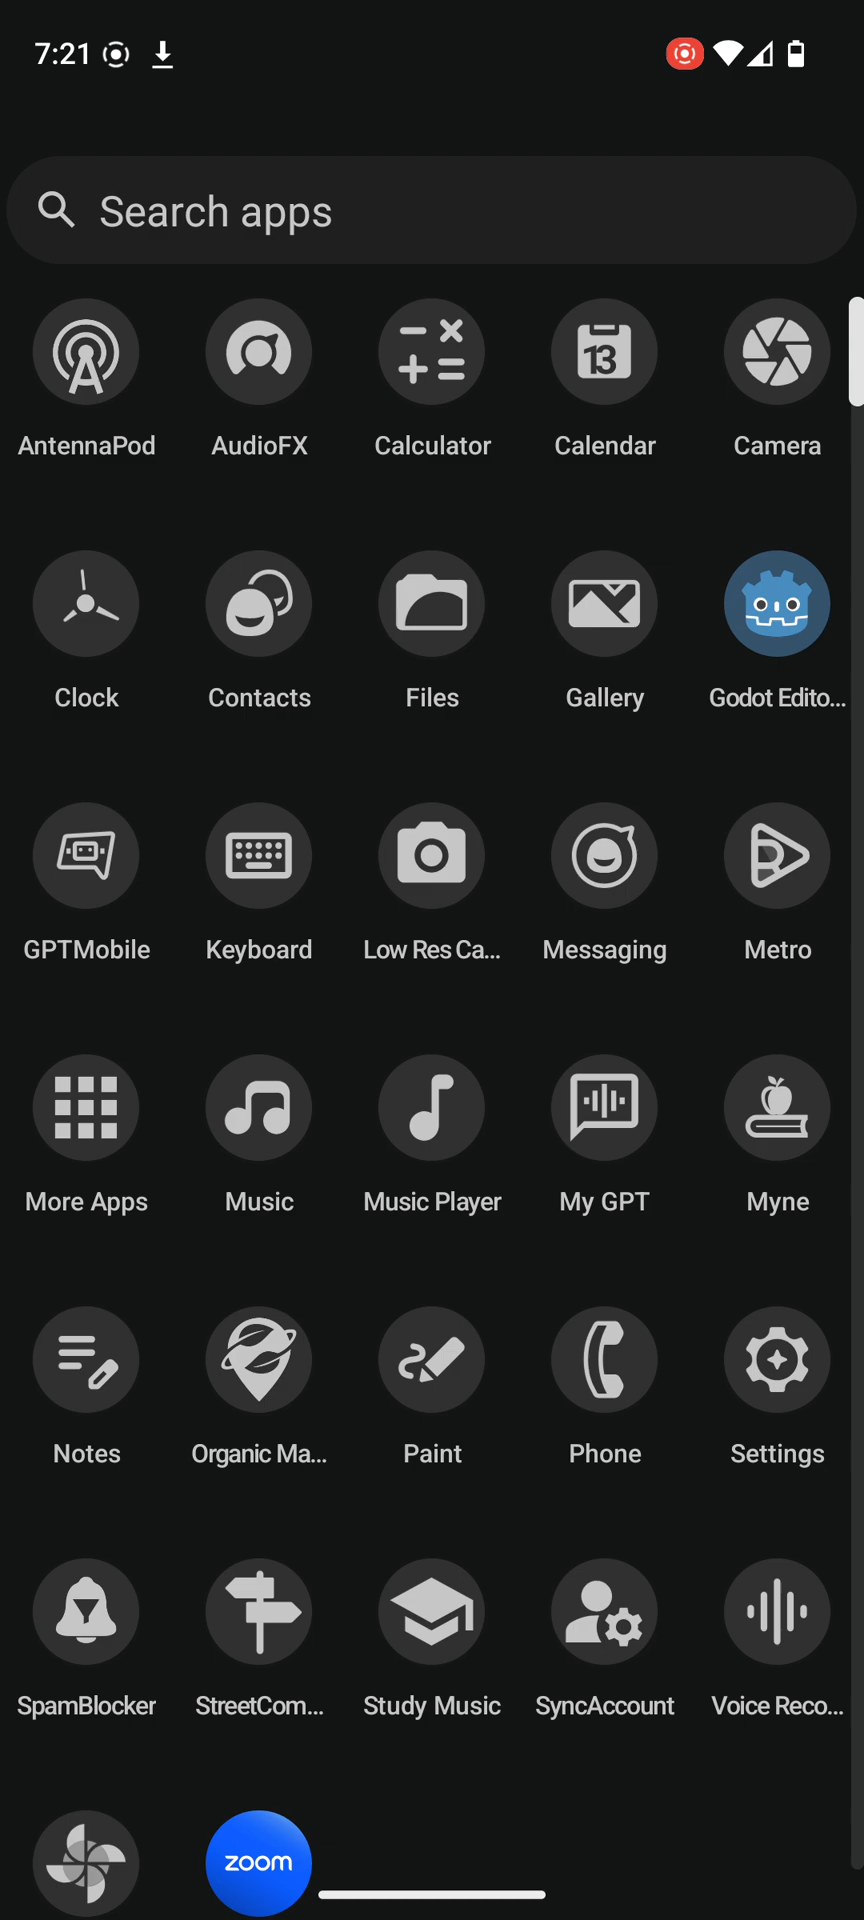 7:21
Search apps
13
AntennaPod AudioFX Calculator Calendar Camera
Clock Contacts Files Gallery Godot Edito...
GPTMobile Keyboard Low Res Ca... Messaging Metro
More Apps Music Music Player My GPT Myne
Notes Organic Ma... Paint Phone Settings
SpamBlocker StreetCom... Study Music SyncAccount Voice Reco...
zoom